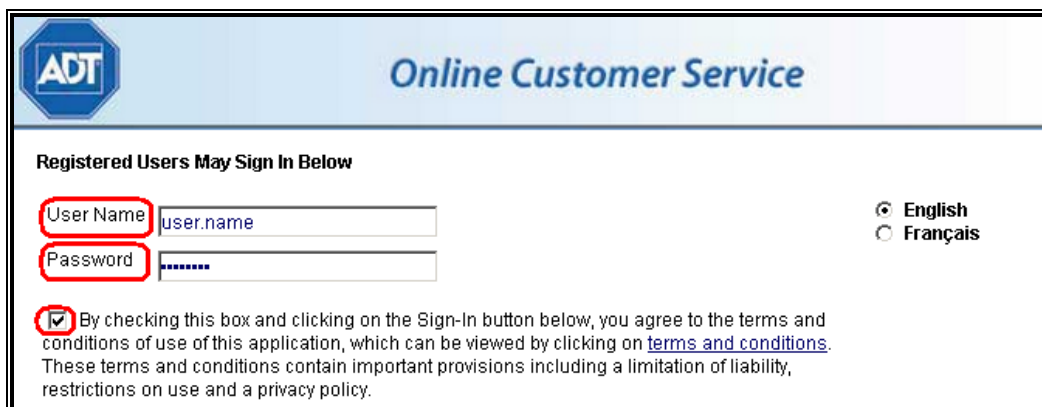 ADT
Online Customer Service
Registered Users May Sign In Below
User Name user.name
Password ••••••••
English
Français
By checking this box and clicking on the Sign-In button below, you agree to the terms and
conditions of use of this application, which can be viewed by clicking on terms and conditions.
These terms and conditions contain important provisions including a limitation of liability,
restrictions on use and a privacy policy.